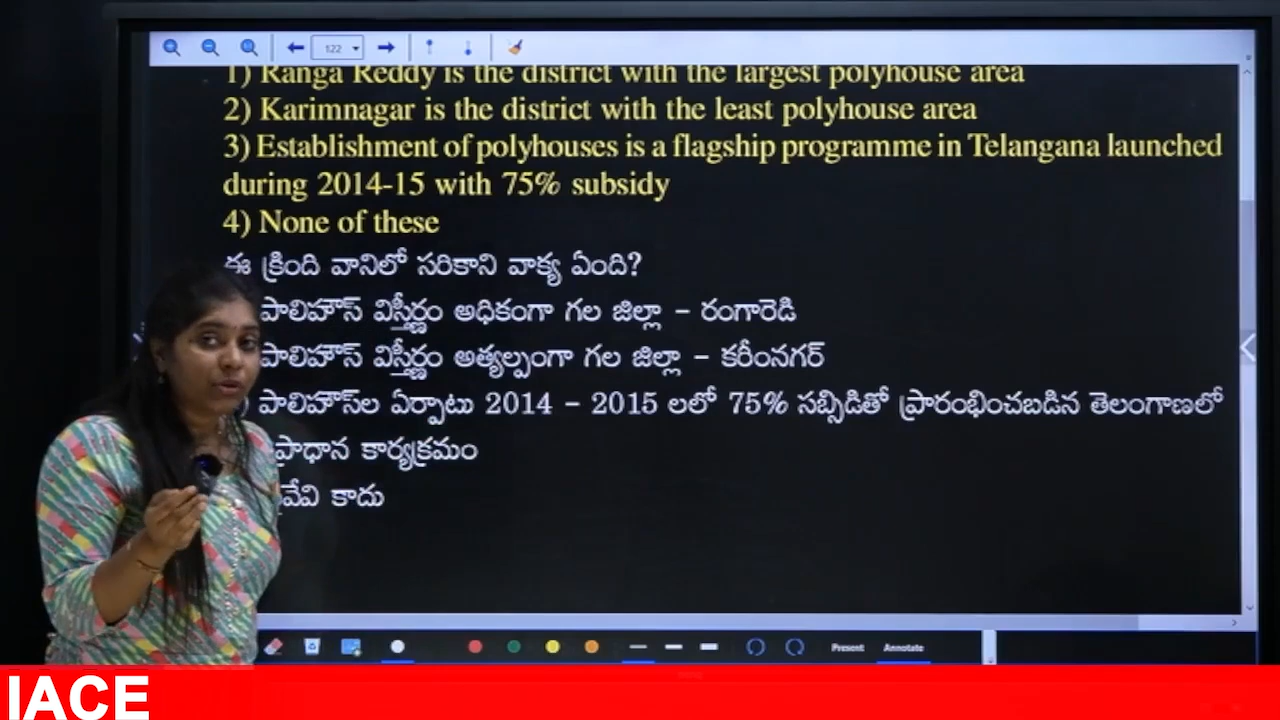 122
1) Ranga Reddy is the district with the largest polyhouse area
2) Karimnagar is the district with the least polyhouse area
3) Establishment of polyhouses is a flagship programme in Telangana launched
during 2014-15 with 75% subsidy
4) None of these
ఈ క్రింది వానిలో సరికాని వాక్య ఏంది?
పాలిహౌస్ విస్తీర్ణం అధికంగా గల జిల్లా - రంగారెడి
పాలిహౌస్ విస్తీర్ణం అత్యల్పంగా గల జిల్లా - కరీంనగర్
) పాలిహౌస్‌ల ఏర్పాటు 2014 - 2015 లలో 75% సబ్సిడితో ప్రారంభించబడిన తెలంగాణలో
ప్రాధాన కార్యక్రమం
కాదు
Present Annotate
IACE